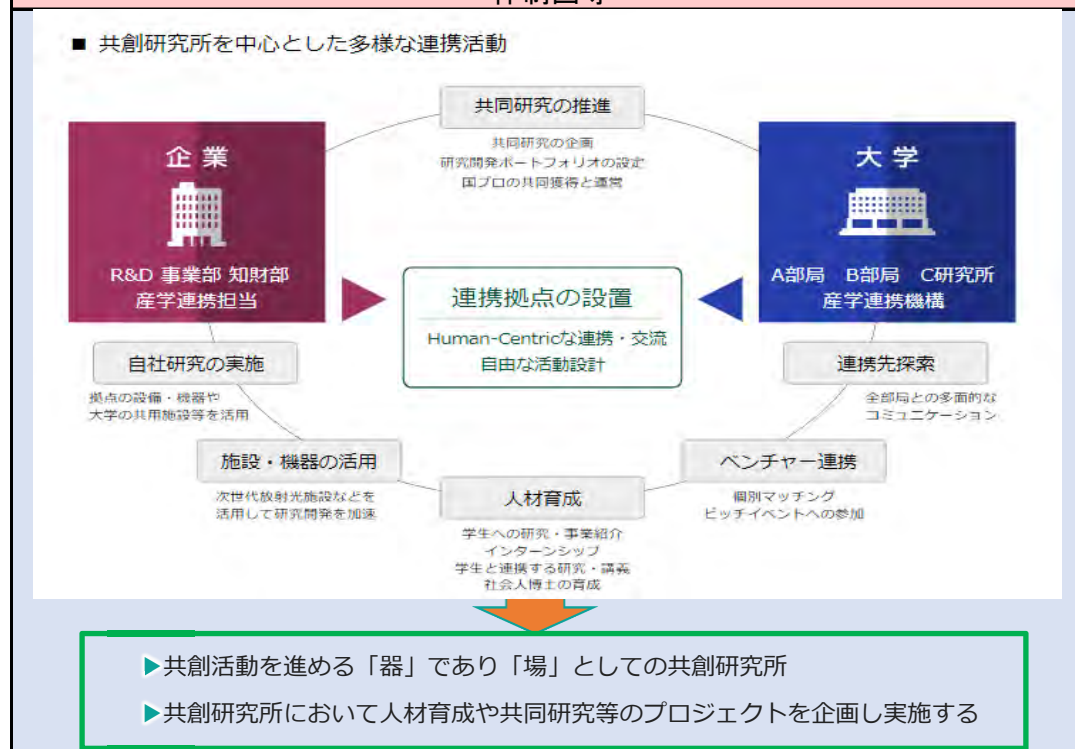 ■ 共創研究所を中心とした多様な連携活動
共同研究の推進
共同研究の企画
研究開発ポートフォリオの設定
国プロの共同獲得と運営
企業
R&D 事業部 知財部
産学連携担当
大学
A部局 B部局 C研究所
産学連携機構
連携拠点の設置
Human-Centricな連携・交流
自由な活動設計
自社研究の実施
拠点の設備・機器や
大学の共用施設等を活用
連携先探索
全部局との多面的な
コミュニケーション
施設・機器の活用
次世代放射光施設などを
活用して研究開発を加速
ベンチャー連携
個別マッチング
ピッチイベントへの参加
人材育成
学生への研究・事業紹介
インターンシップ
学生と連携する研究・講義
社会人博士の育成
▶共創活動を進める「器」であり「場」としての共創研究所
▶共創研究所において人材育成や共同研究等のプロジェクトを企画し実施する